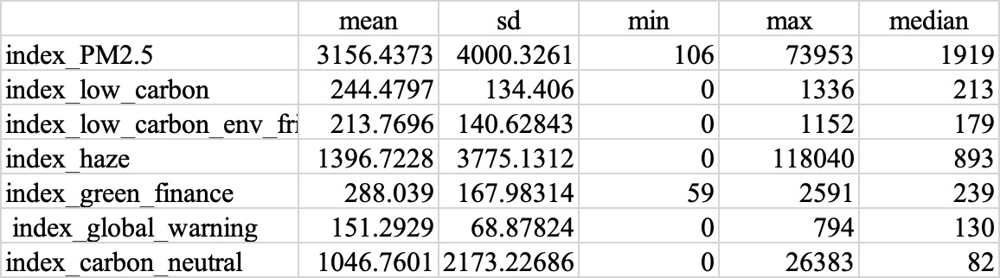 mean sd min max median
index_PM2.5 3156.4373 4000.3261 106 73953 1919
index_low_carbon 244.4797 134.406 0 1336 213
index_low_carbon_env_fri 213.7696 140.62843 0 1152 179
index_haze 1396.7228 3775.1312 0 118040 893
index_green_finance 288.039 167.98314 59 2591 239
index_global_warning 151.2929 68.87824 0 794 130
index_carbon_neutral 1046.7601 2173.22686 0 26383 82